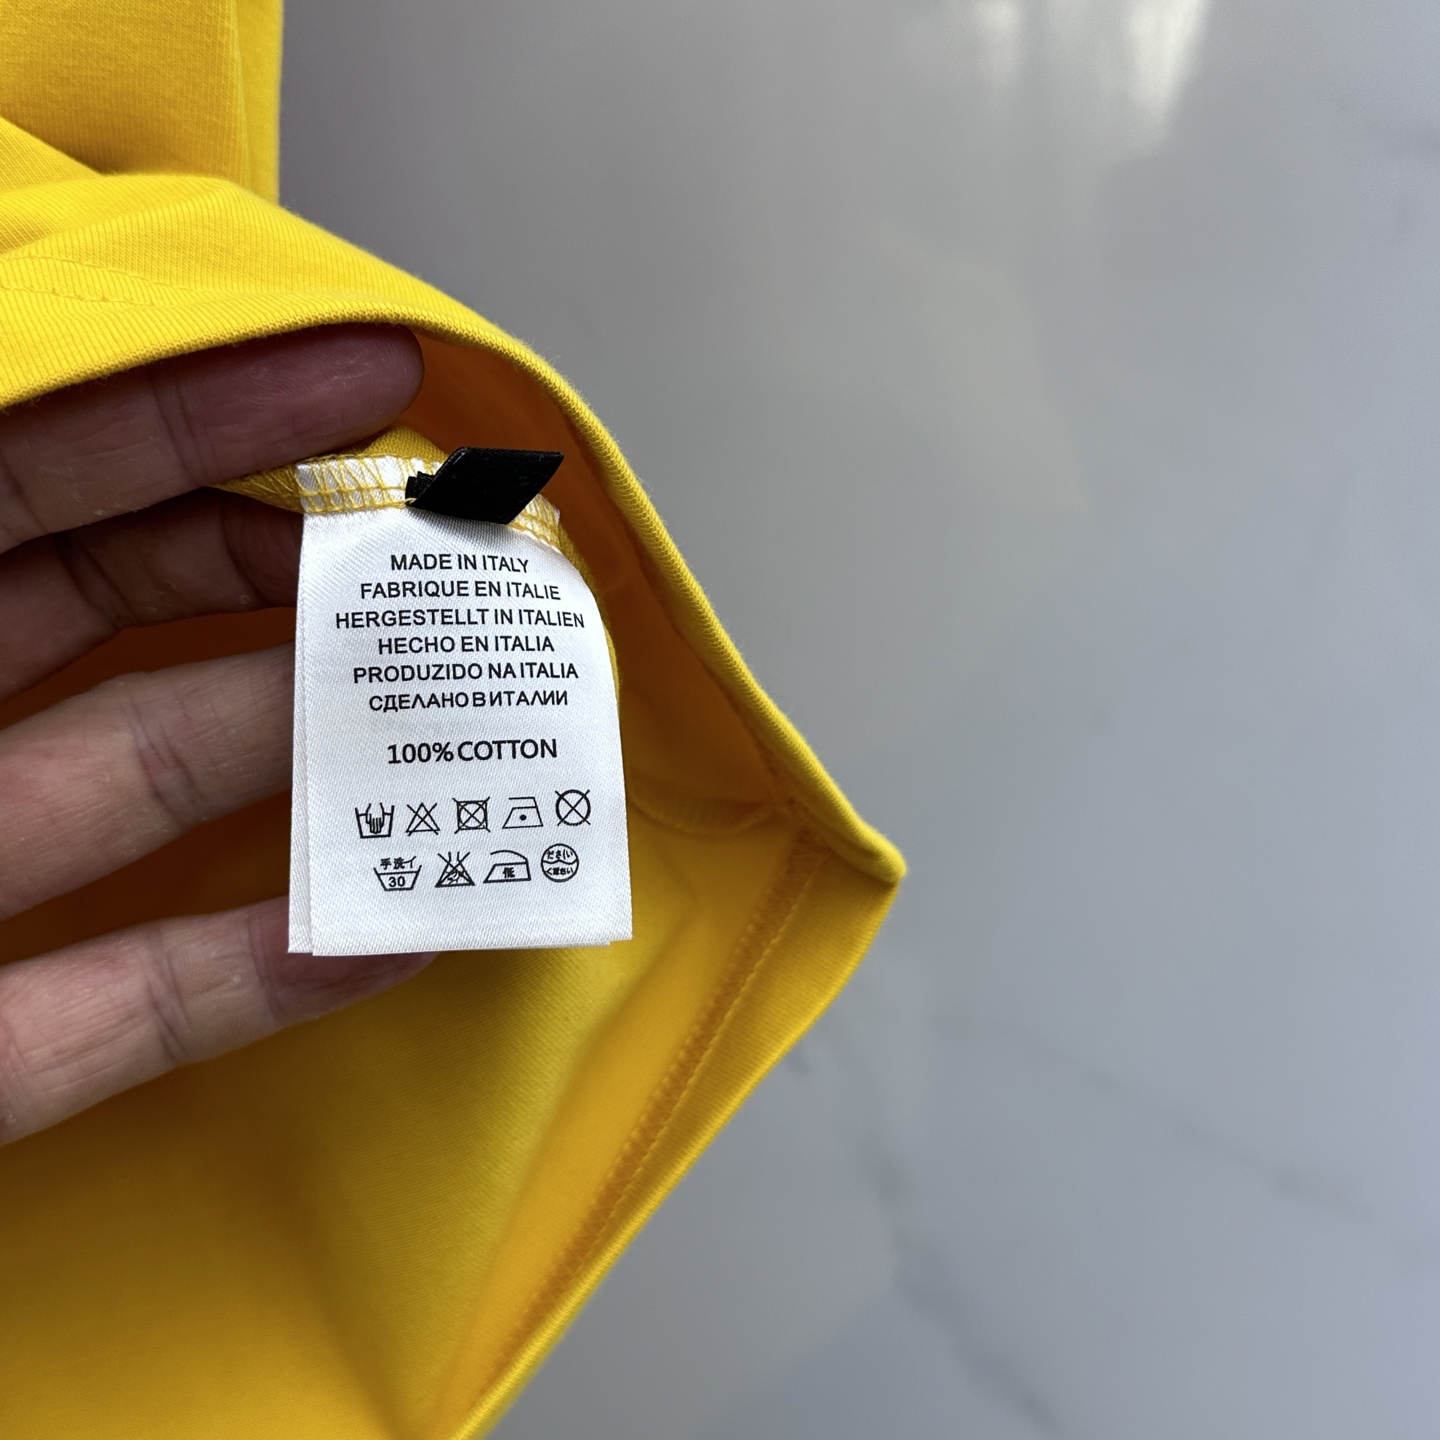 MADE IN ITALY
FABRIQUE EN ITALIE
HERGESTELLT IN ITALIEN
HECHO EN ITALIA
PRODUZIDO NA ITALIA
СДЕЛАНО В ИТАЛИИ
100% COTTON
手洗イ
30
低